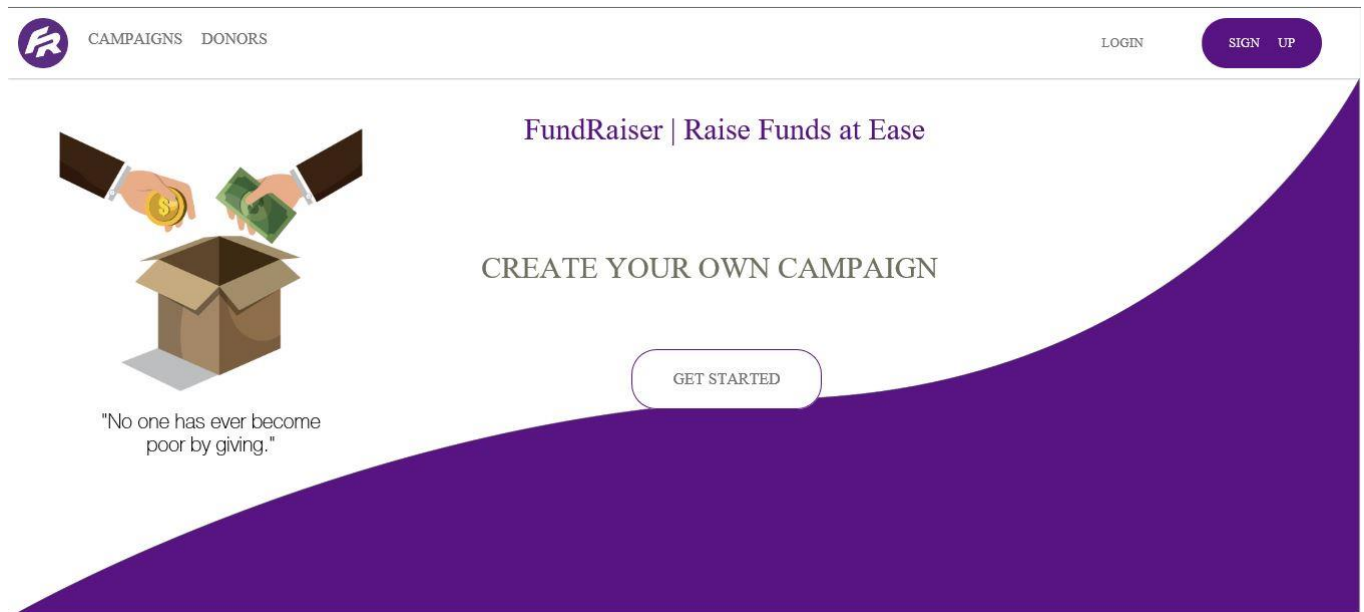 FR
CAMPAIGNS DONORS
LOGIN
SIGN UP
FundRaiser | Raise Funds at Ease
CREATE YOUR OWN CAMPAIGN
GET STARTED
$
"No one has ever become
poor by giving."